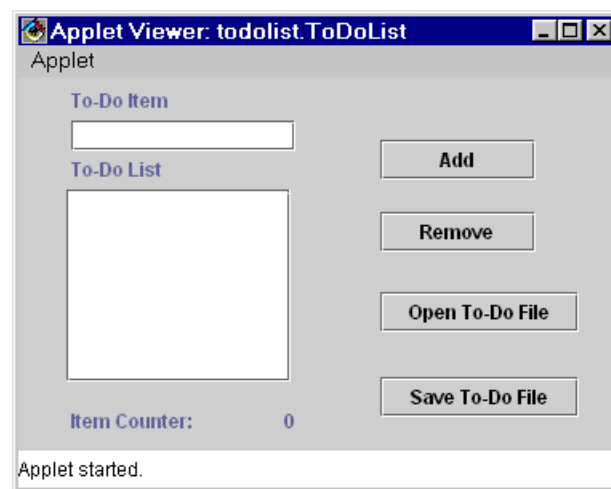 Applet Viewer: todolist.ToDoList
Applet
To-Do Item
To-Do List
Add
Remove
Open To-Do File
Save To-Do File
Item Counter: 0
Applet started.